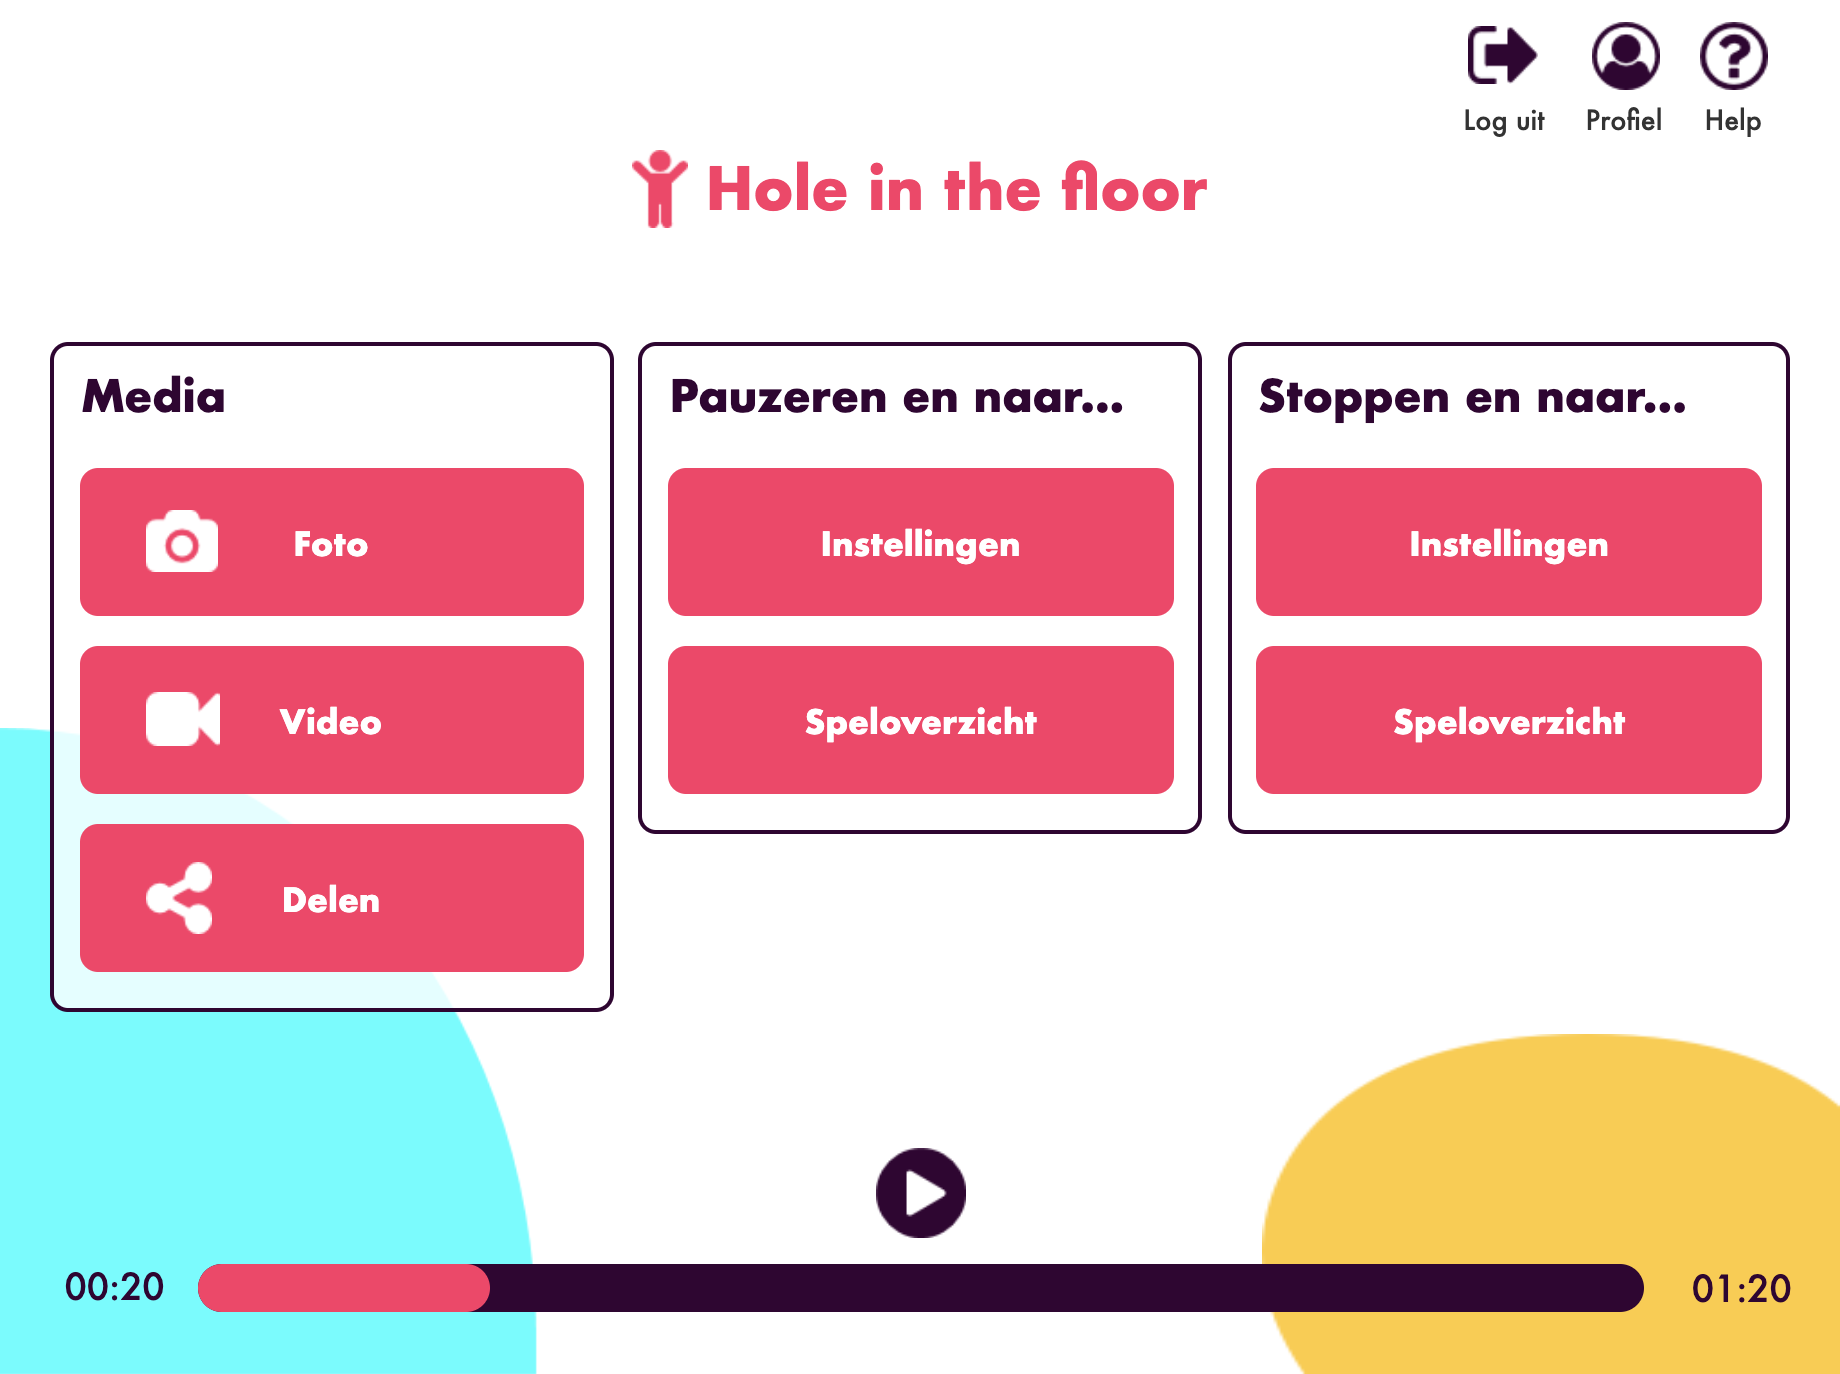 Log uit
Profiel
Help
Hole in the floor
Media
Foto
Video
Delen
Pauzeren en naar...
Instellingen
Speloverzicht
Stoppen en naar...
Instellingen
Speloverzicht
00:20
01:20